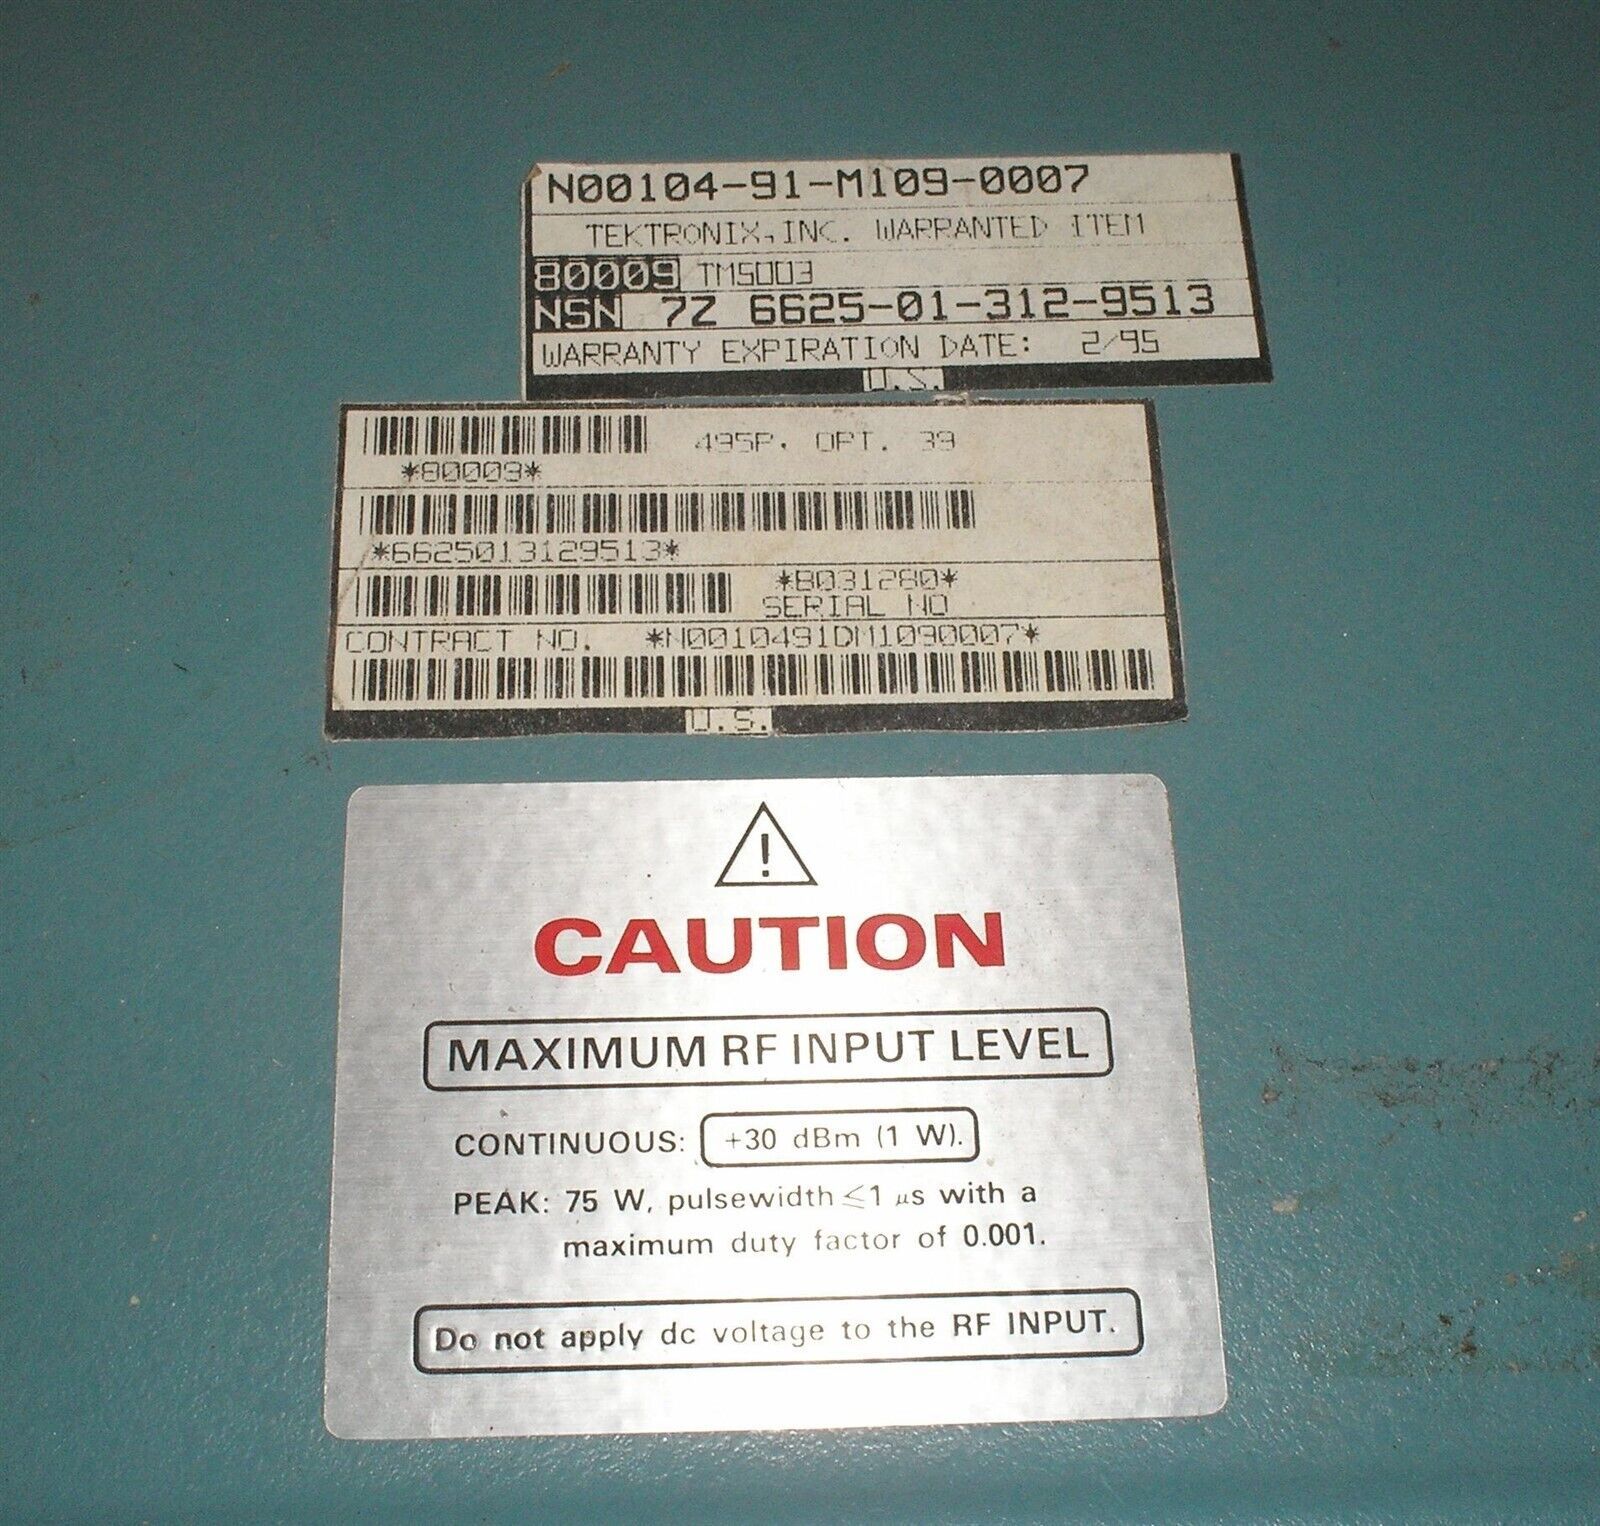 N00104-91-M109-0007
TEKTRONIX,INC. WARRANTED ITEM
80009 TM5003
NSN 7Z 6625-01-312-9513
WARRANTY EXPIRATION DATE: 2/95
U.S.
495P. OPT. 39
*80009*
*6625013129513*
*B031280*
SERIAL NO
CONTRACT NO. *N0010491DM1090007*
U.S.
!
CAUTION
MAXIMUM RF INPUT LEVEL
CONTINUOUS: +30 dBm (1 W).
PEAK: 75 W, pulsewidth ≤1 µs with a
maximum duty factor of 0.001.
Do not apply dc voltage to the RF INPUT.